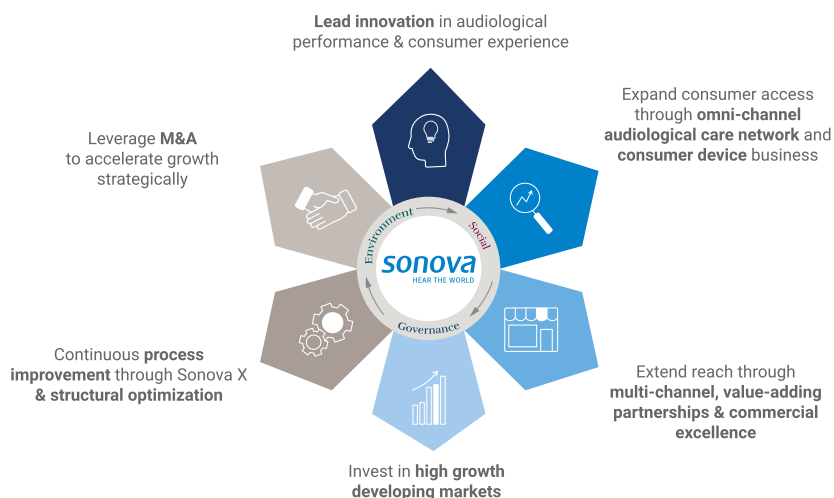 Lead innovation in audiological
performance & consumer experience
Expand consumer access
through omni-channel
audiological care network and
consumer device business
Leverage M&A
to accelerate growth
strategically
Environment
Social
Governance
sonova
HEAR THE WORLD
Continuous process
improvement through Sonova X
& structural optimization
Extend reach through
multi-channel, value-adding
partnerships & commercial
excellence
Invest in high growth
developing markets